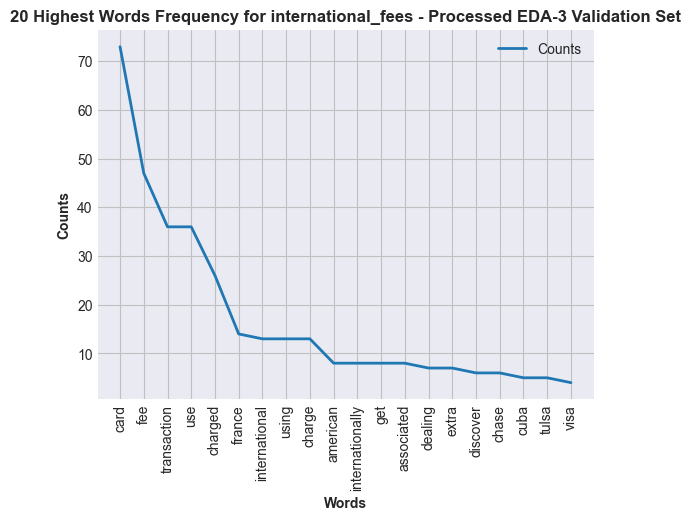 20 Highest Words Frequency for international_fees - Processed EDA-3 Validation Set
Counts
70
60
50
40
30
20
10
Counts
card
fee
transaction
use
charged
france
international
using
charge
american
internationally
get
associated
dealing
extra
discover
chase
cuba
tulsa
visa
Words